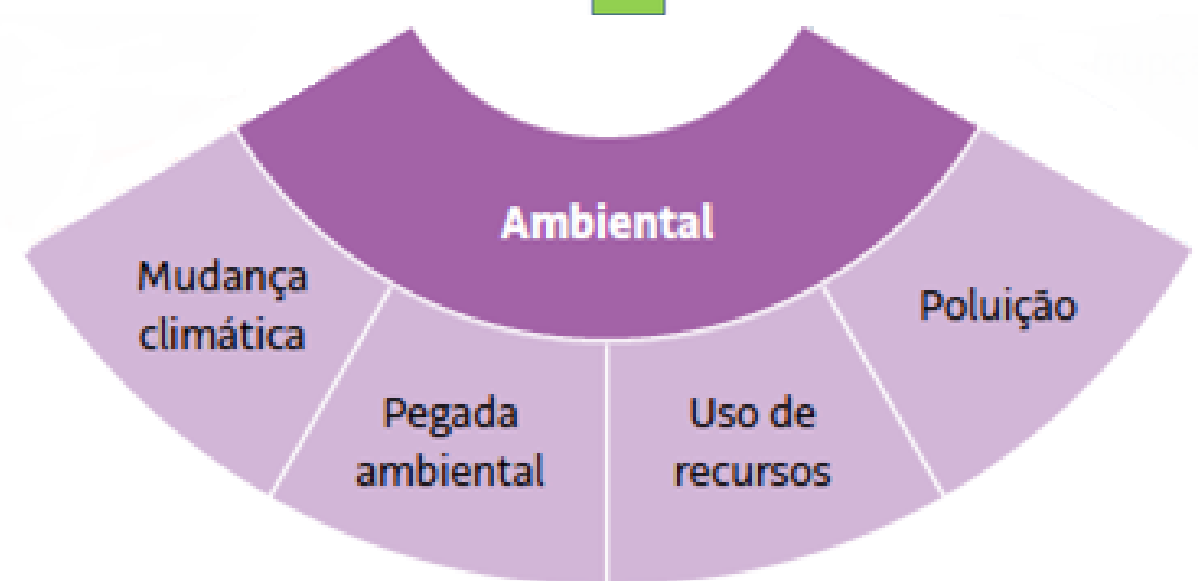 Ambiental
Mudança
climática
Pegada
ambiental
Uso de
recursos
Poluição